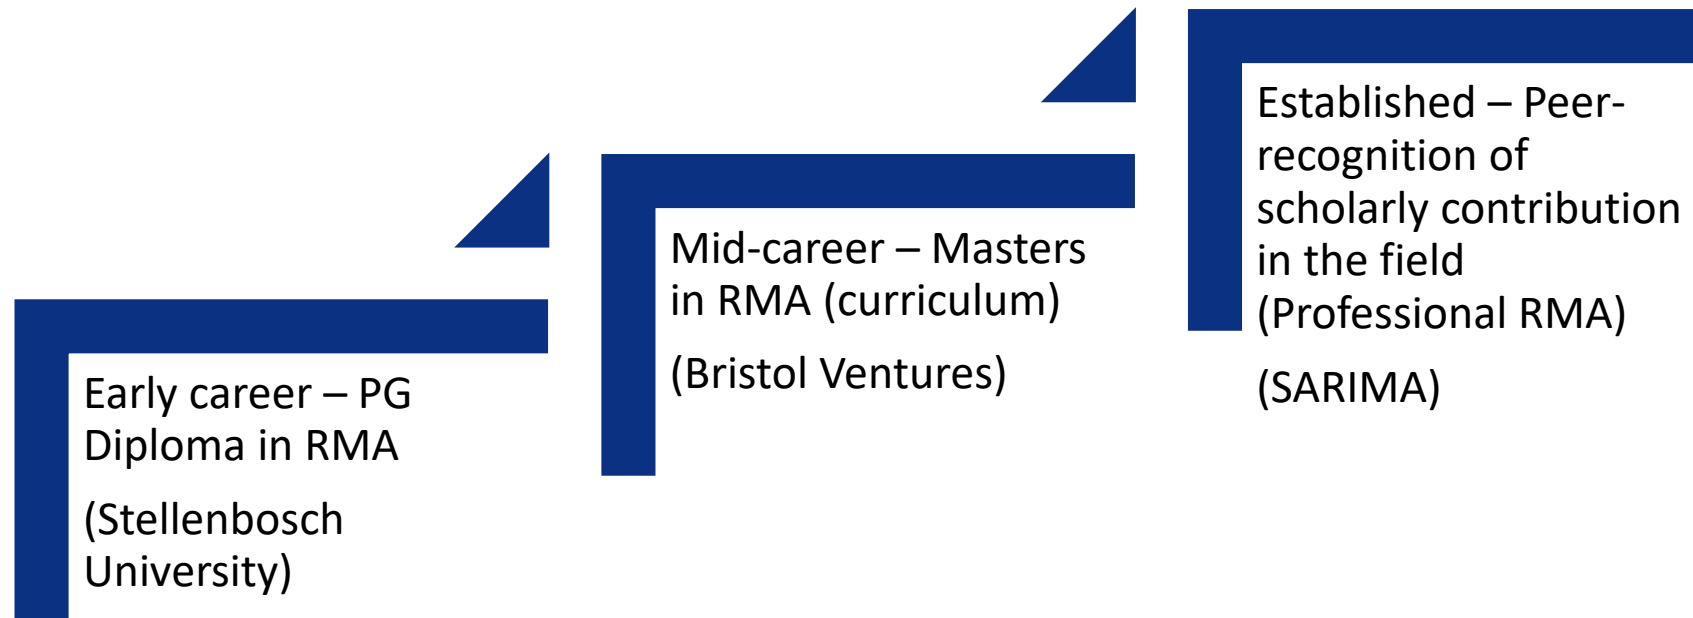 Early career – PG
Diploma in RMA
(Stellenbosch
University)
Mid-career – Masters
in RMA (curriculum)
(Bristol Ventures)
Established – Peer-
recognition of
scholarly contribution
in the field
(Professional RMA)
(SARIMA)